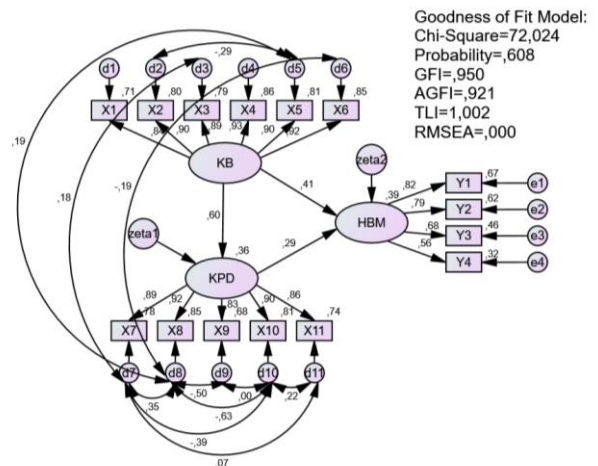 Goodness of Fit Model:
Chi-Square=72,024
Probability=,608
GFI=,950
AGFI=,921
TLI=1,002
RMSEA=,000
-,29
d1 d2 d3 d4 d5 d6
,71 ,80 ,79 ,86 ,81 ,85
X1 X2 X3 X4 X5 X6
,84 ,90 ,89 ,93 ,90 ,92
,19
KB
zeta2
,18
-,19
,41
,39
HBM
,82
Y1
,67
e1
,79
Y2
,62
e2
,68
Y3
,46
e3
,56
Y4
,32
e4
,60
zeta1
,36
,29
KPD
,89 ,92 ,83 ,90 ,86
,78 ,85 ,68 ,81 ,74
X7 X8 X9 X10 X11
d7 d8 d9 d10 d11
,35
-,50
,00
,22
-,63
-,39
,07